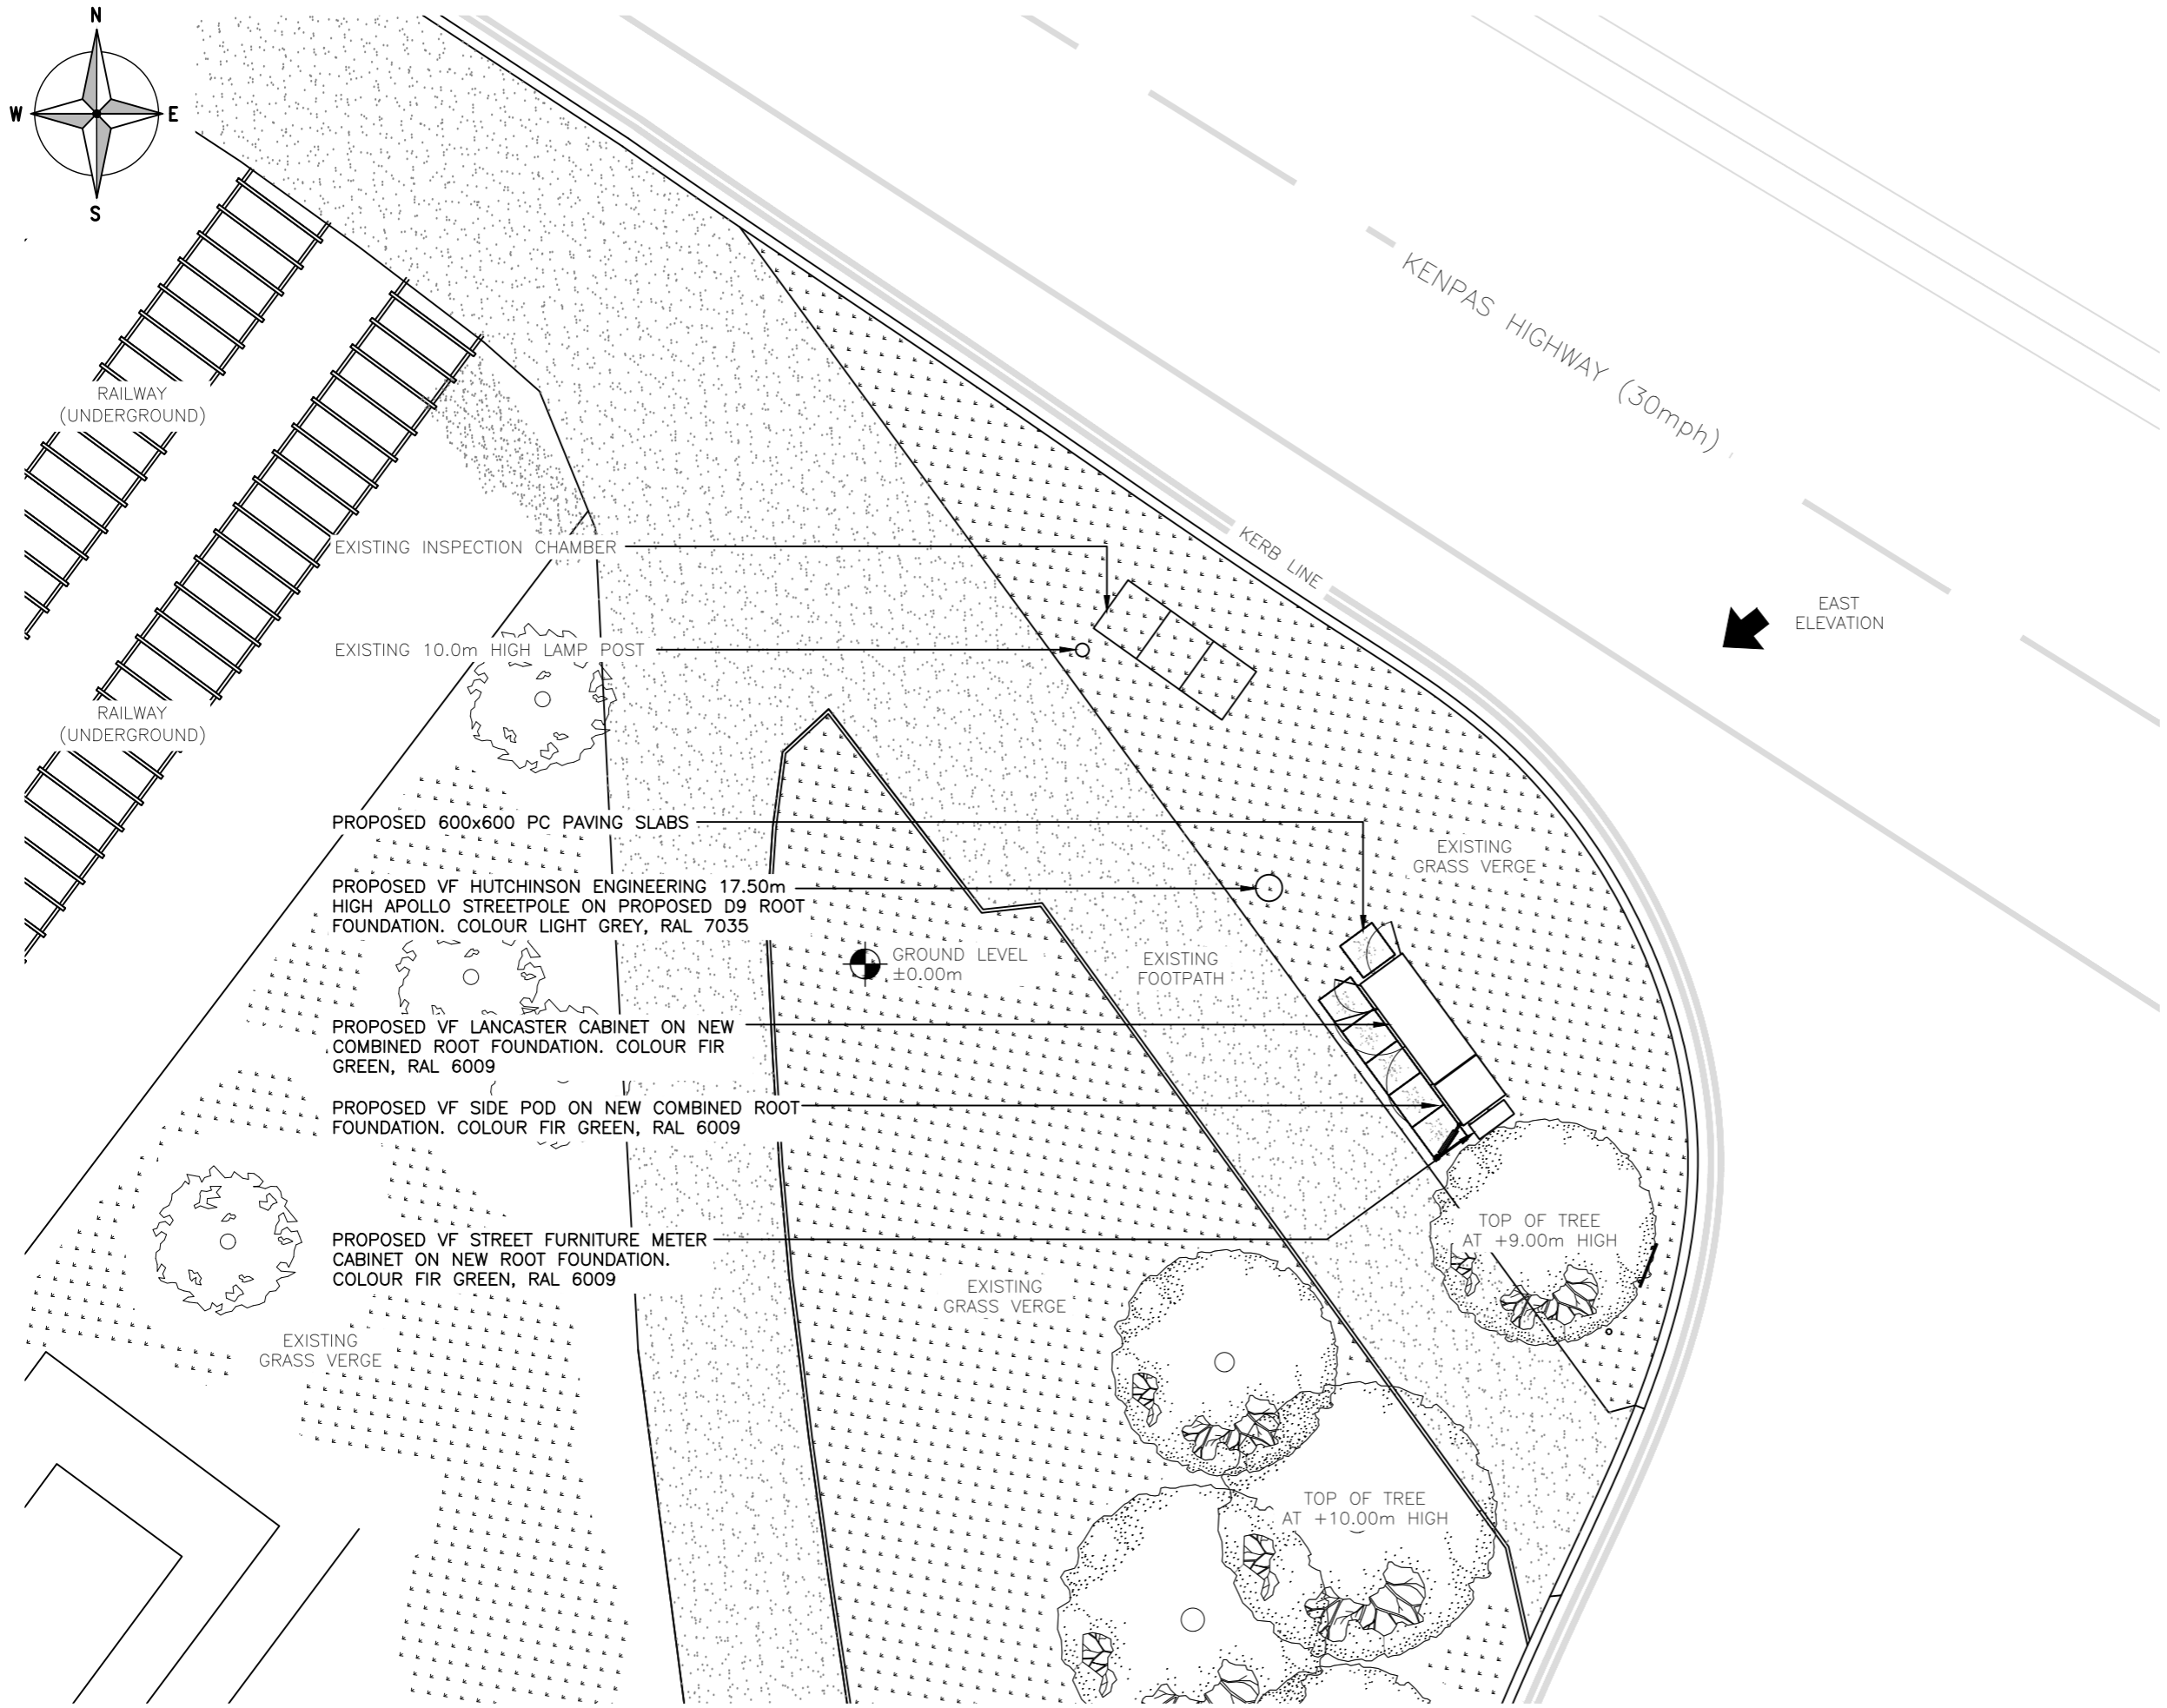 N
W
E
S
KENPAS HIGHWAY (30mph)
RAILWAY
(UNDERGROUND)
EXISTING INSPECTION CHAMBER
KERB LINE
EAST
ELEVATION
EXISTING 10.0m HIGH LAMP POST
RAILWAY
(UNDERGROUND)
PROPOSED 600x600 PC PAVING SLABS
EXISTING
GRASS VERGE
PROPOSED VF HUTCHINSON ENGINEERING 17.50m
HIGH APOLLO STREETPOLE ON PROPOSED D9 ROOT
FOUNDATION. COLOUR LIGHT GREY, RAL 7035
GROUND LEVEL
±0.00m
EXISTING
FOOTPATH
PROPOSED VF LANCASTER CABINET ON NEW
COMBINED ROOT FOUNDATION. COLOUR FIR
GREEN, RAL 6009
PROPOSED VF SIDE POD ON NEW COMBINED ROOT
FOUNDATION. COLOUR FIR GREEN, RAL 6009
TOP OF TREE
AT +9.00m HIGH
PROPOSED VF STREET FURNITURE METER
CABINET ON NEW ROOT FOUNDATION.
COLOUR FIR GREEN, RAL 6009
EXISTING
GRASS VERGE
EXISTING
GRASS VERGE
TOP OF TREE
AT +10.00m HIGH